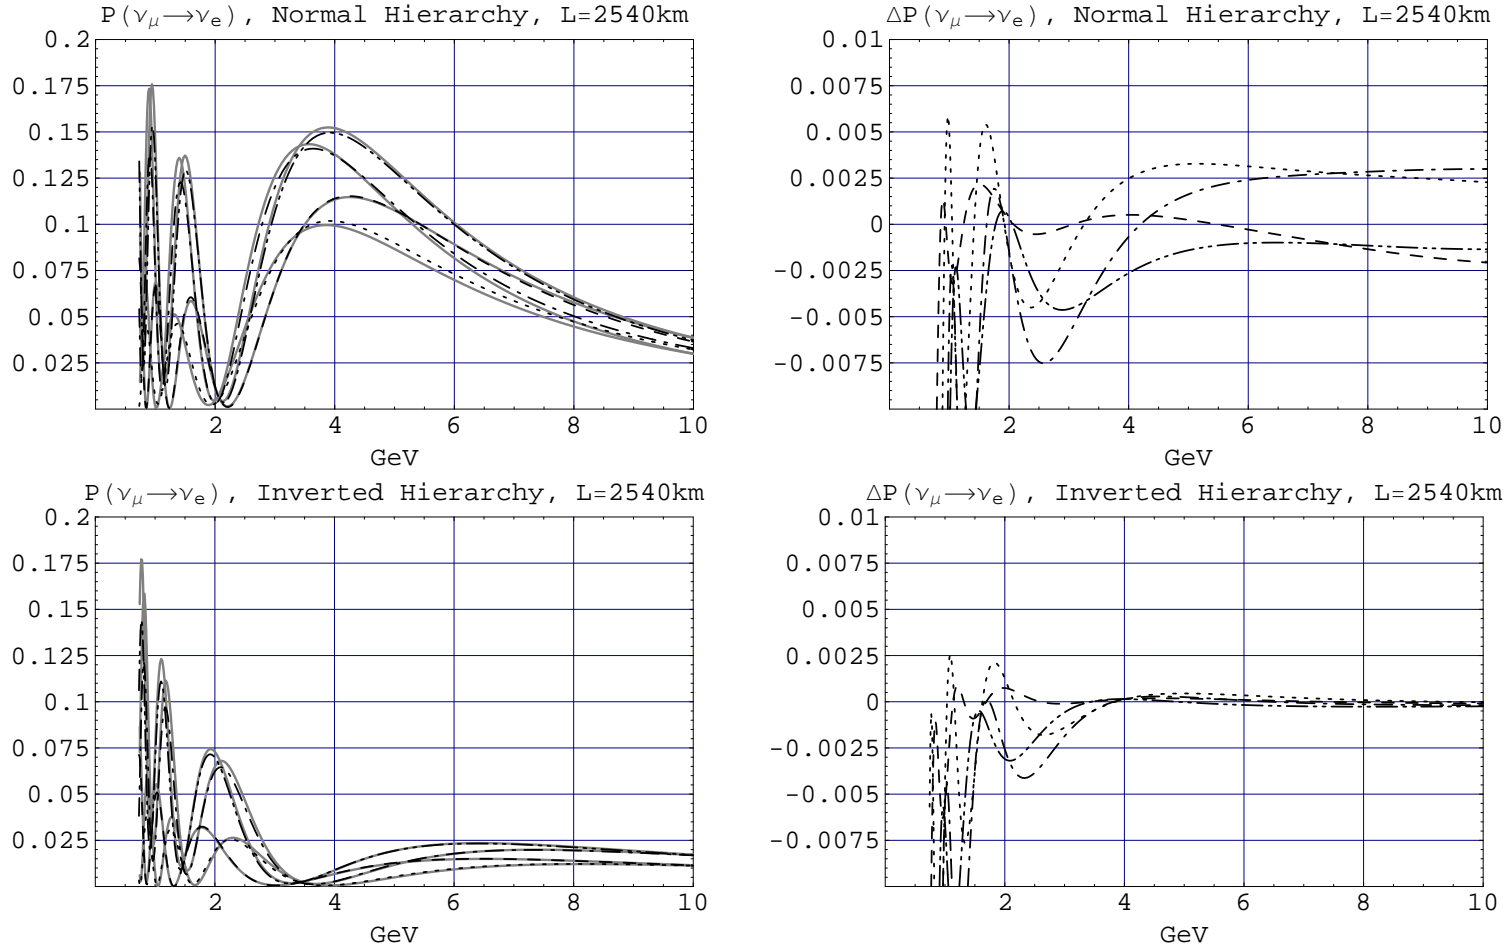 P(νμ⟶νe), Normal Hierarchy, L=2540km
0.2
0.175
0.15
0.125
0.1
0.075
0.05
0.025
2 4 6 8 10
GeV
ΔP(νμ⟶νe), Normal Hierarchy, L=2540km
0.01
0.0075
0.005
0.0025
0
-0.0025
-0.005
-0.0075
2 4 6 8 10
GeV
P(νμ⟶νe), Inverted Hierarchy, L=2540km
0.2
0.175
0.15
0.125
0.1
0.075
0.05
0.025
2 4 6 8 10
GeV
ΔP(νμ⟶νe), Inverted Hierarchy, L=2540km
0.01
0.0075
0.005
0.0025
0
-0.0025
-0.005
-0.0075
2 4 6 8 10
GeV